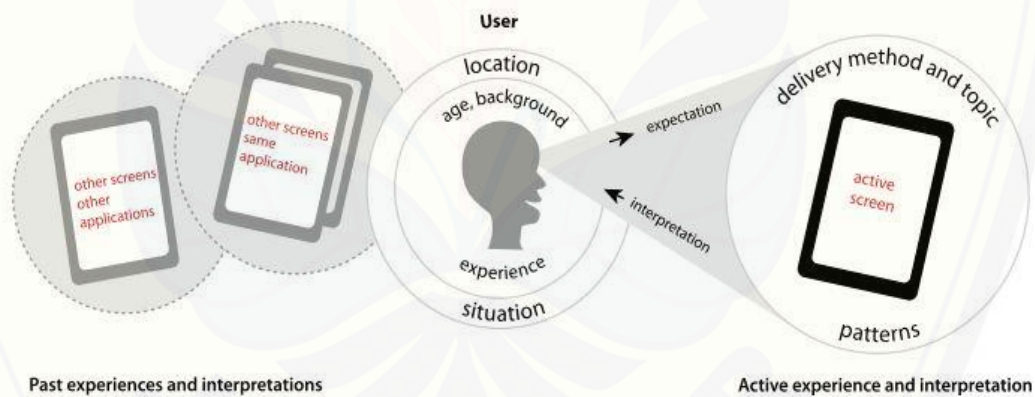 User
location
age, background
experience
situation
other screens
other
applications
other screens
same
application
expectation
interpretation
delivery method and topic
active
screen
patterns
Past experiences and interpretations
Active experience and interpretation